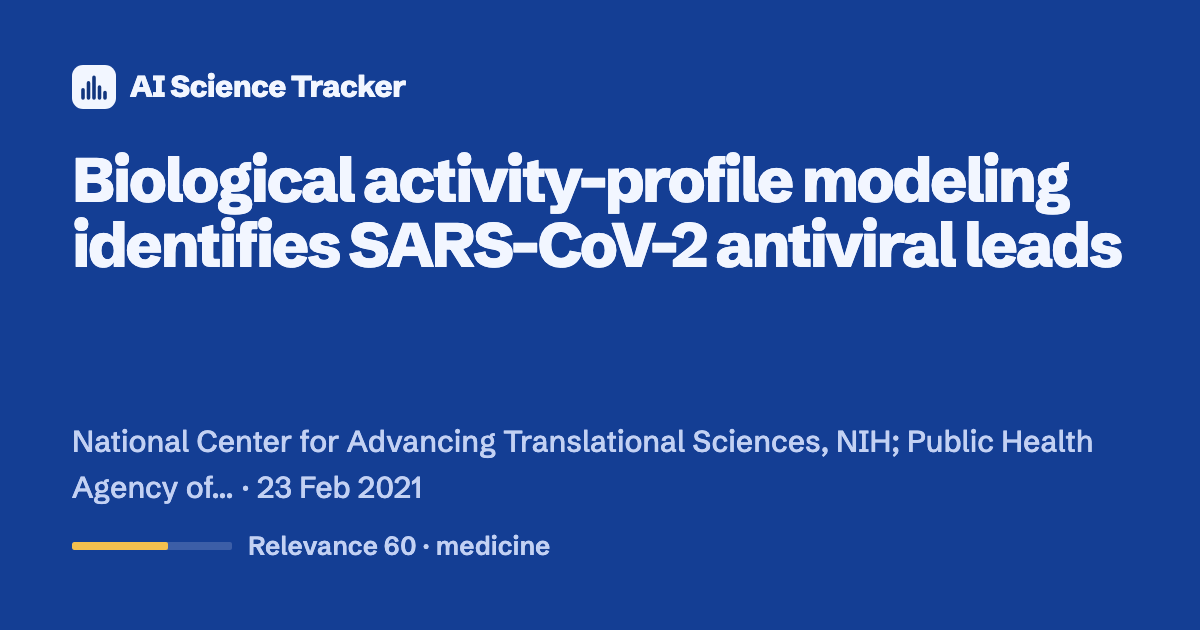 AI Science Tracker
Biological activity-profile modeling
identifies SARS-CoV-2 antiviral leads
National Center for Advancing Translational Sciences, NIH; Public Health
Agency of... · 23 Feb 2021
Relevance 60 · medicine